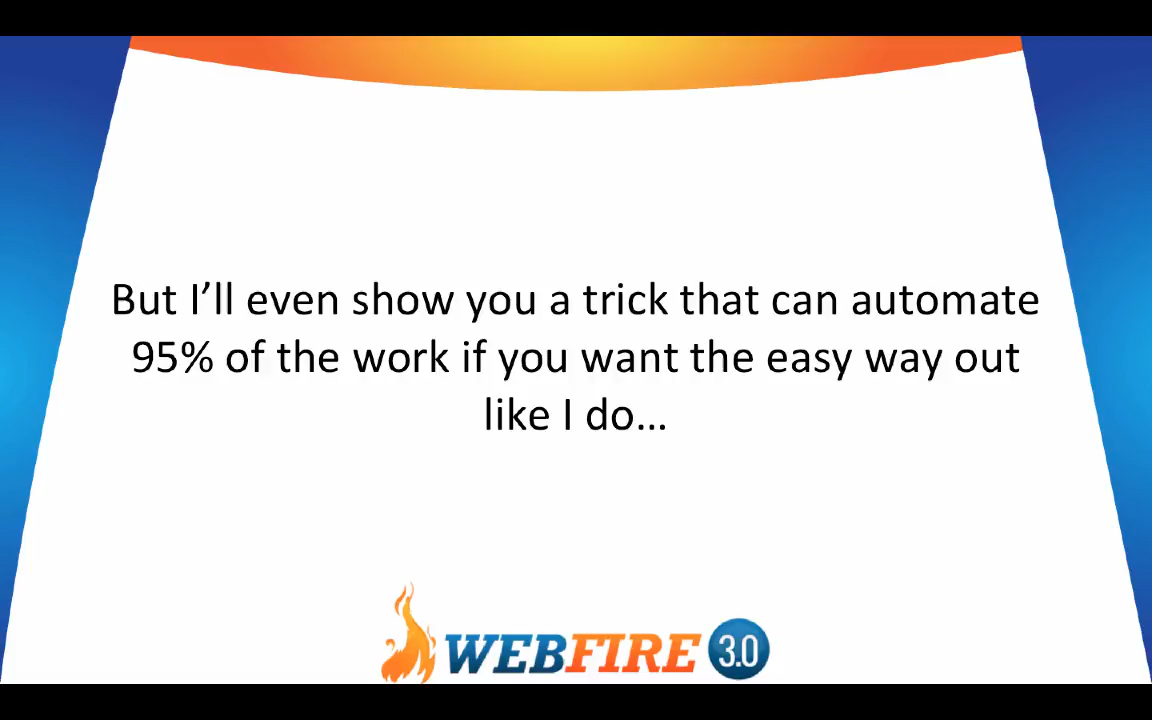 But I’ll even show you a trick that can automate
95% of the work if you want the easy way out
like I do…
WEBFIRE 3.0